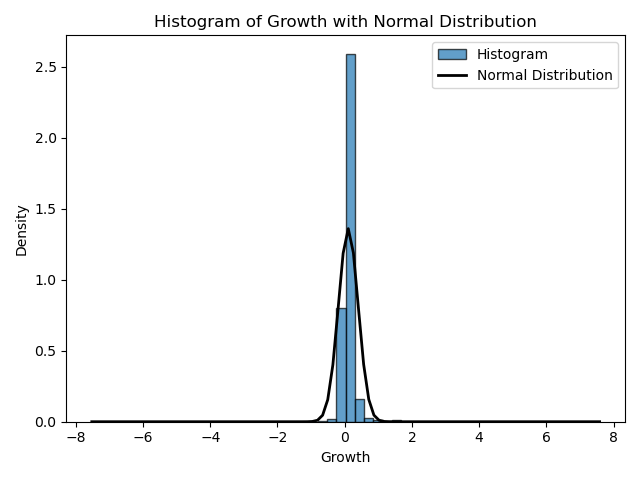 Histogram of Growth with Normal Distribution
Histogram
Normal Distribution
Density
2.5
2.0
1.5
1.0
0.5
0.0
−8 −6 −4 −2 0 2 4 6 8
Growth